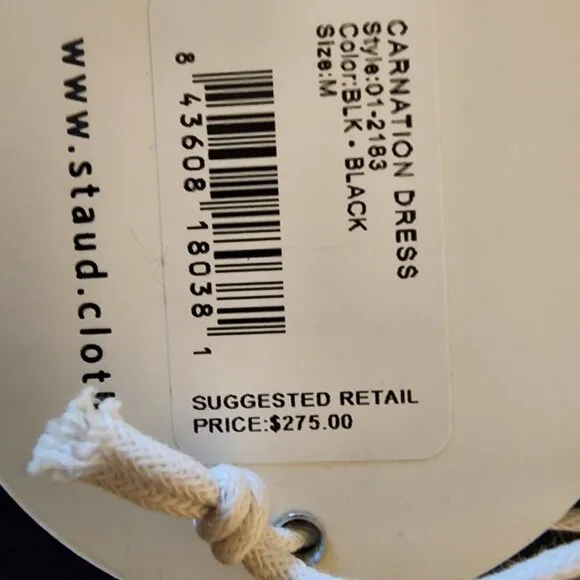 www.staud.clot
CARNATION DRESS
Style:01-2183
Color:BLK • BLACK
Size:M
8 43608 18038 1
SUGGESTED RETAIL
PRICE:$275.00